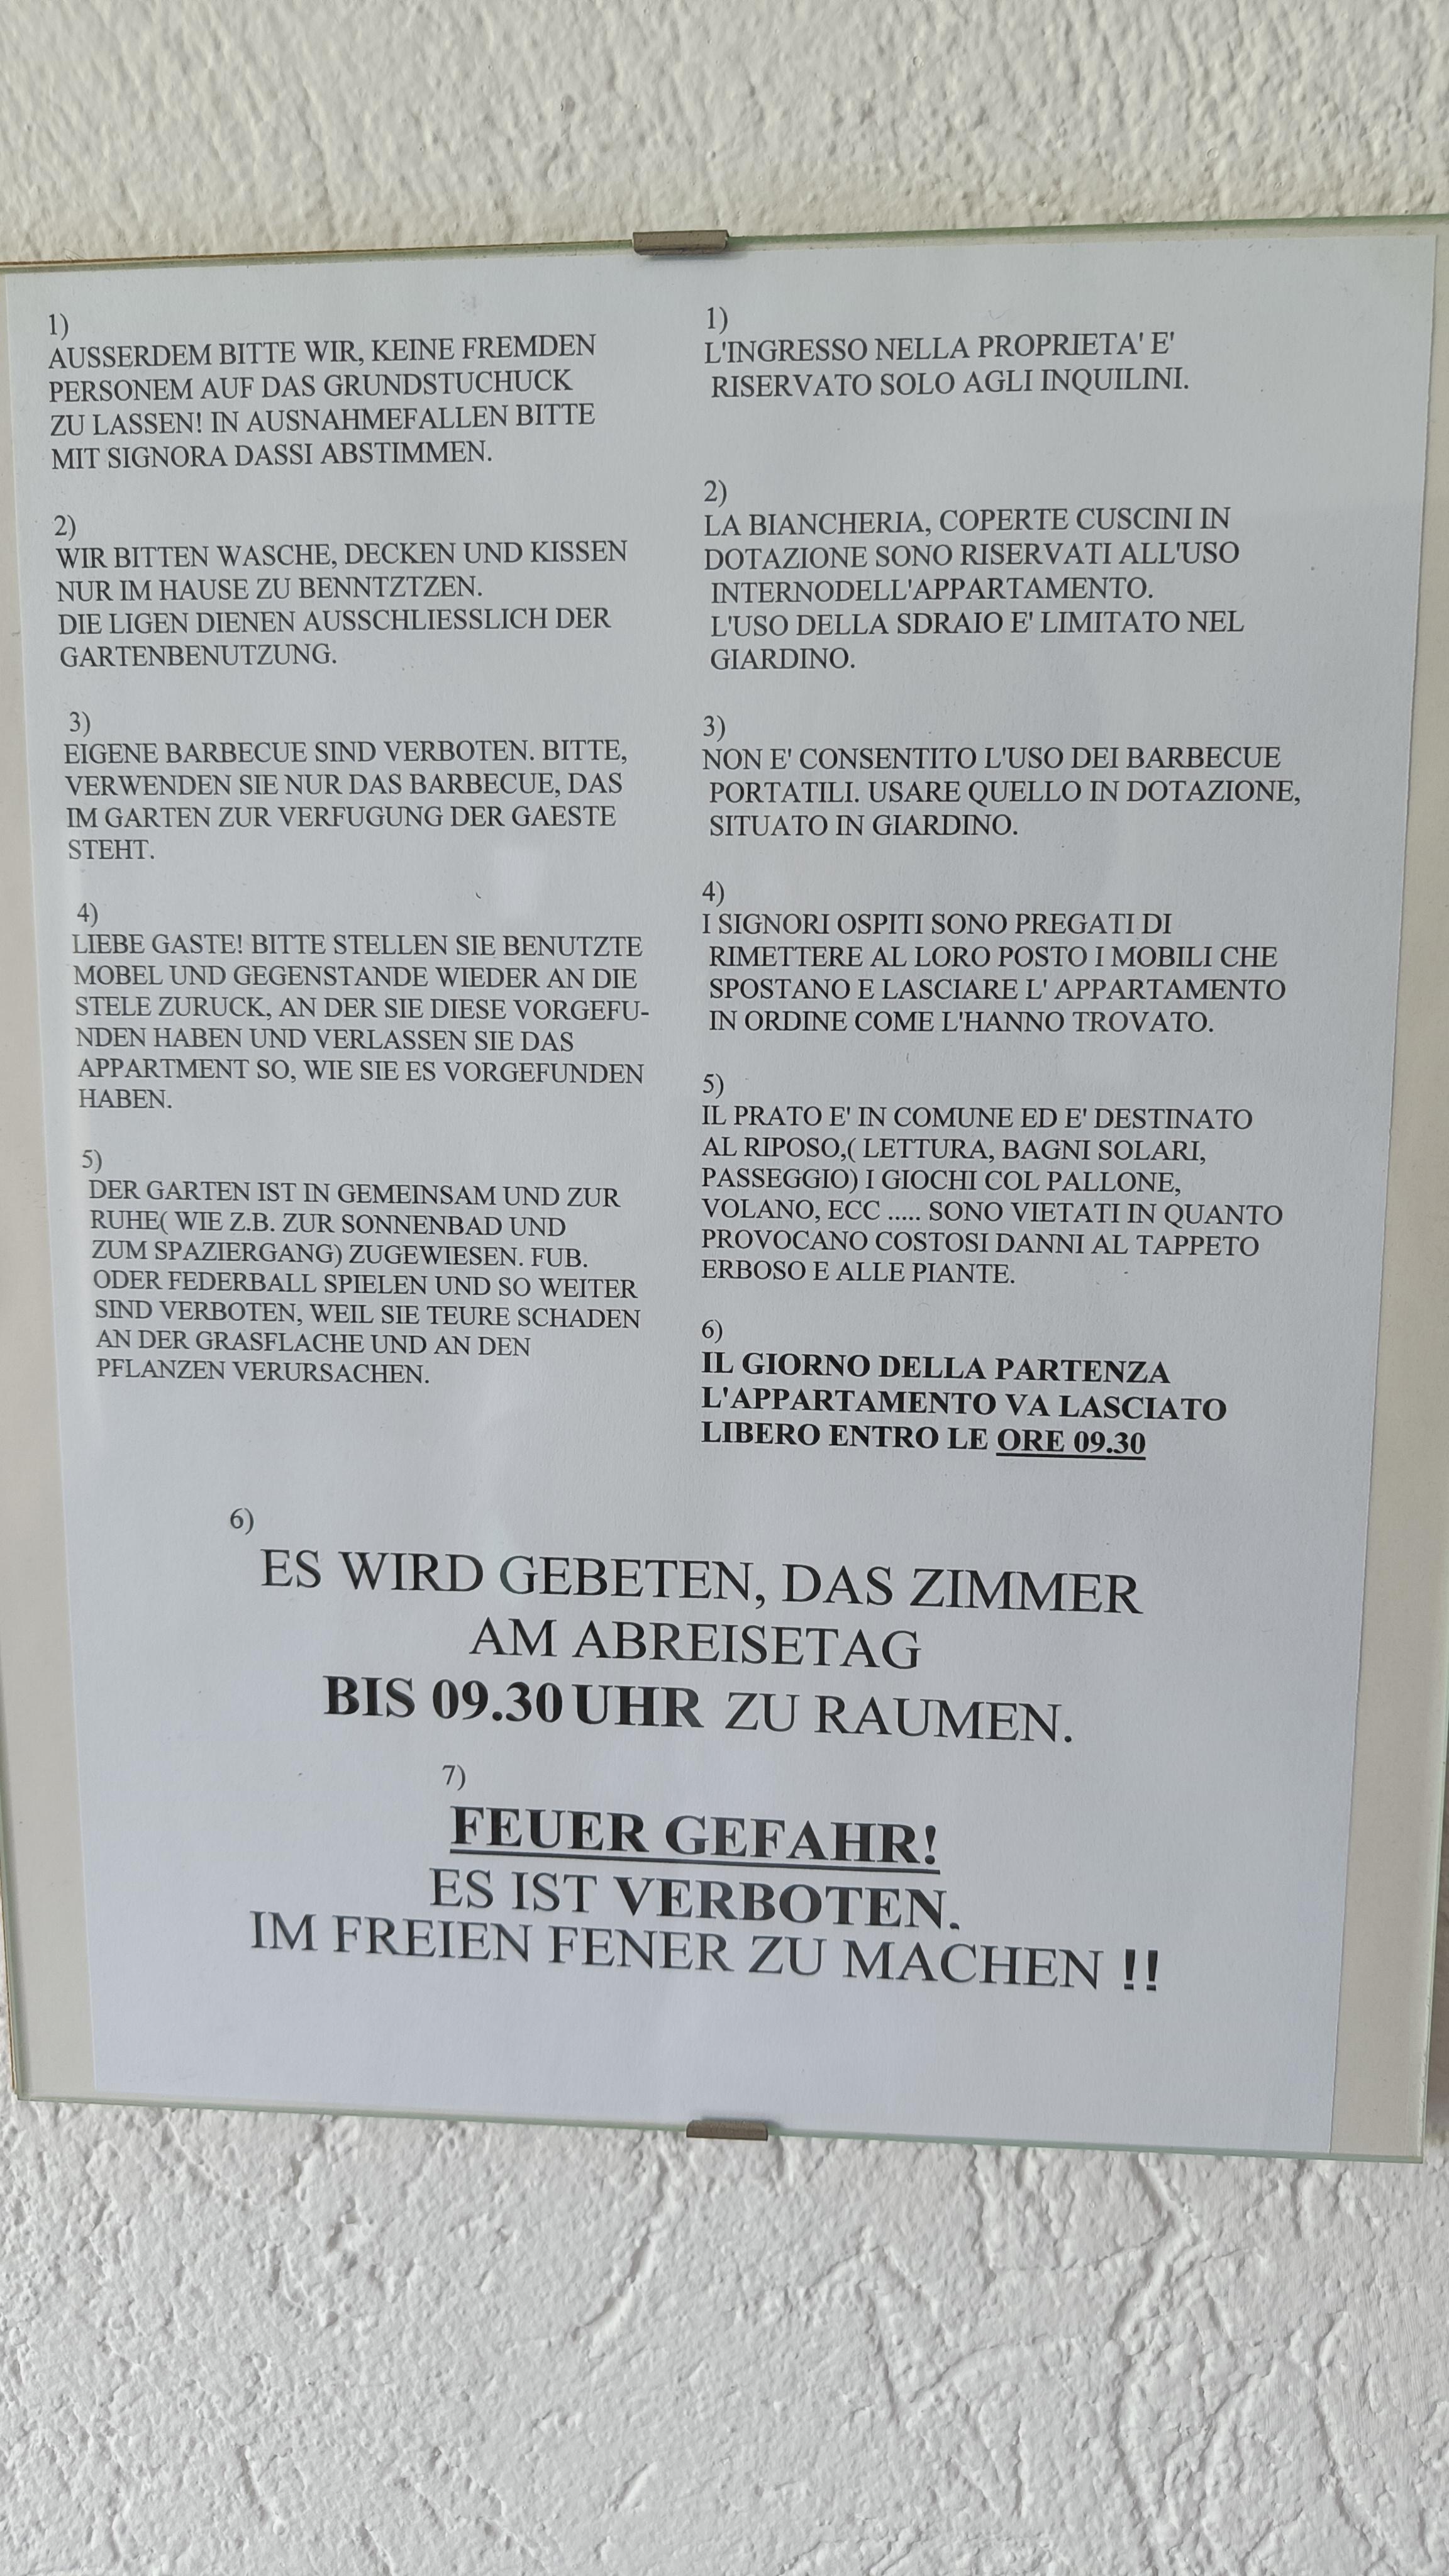 1)
AUSSERDEM BITTE WIR, KEINE FREMDEN
PERSONEM AUF DAS GRUNDSTUCHUCK
ZU LASSEN! IN AUSNAHMEFALLEN BITTE
MIT SIGNORA DASSI ABSTIMMEN.
2)
WIR BITTEN WASCHE, DECKEN UND KISSEN
NUR IM HAUSE ZU BENNTZTZEN.
DIE LIGEN DIENEN AUSSCHLIESSLICH DER
GARTENBENUTZUNG.
3)
EIGENE BARBECUE SIND VERBOTEN. BITTE,
VERWENDEN SIE NUR DAS BARBECUE, DAS
IM GARTEN ZUR VERFUGUNG DER GAESTE
STEHT.
4)
LIEBE GASTE! BITTE STELLEN SIE BENUTZTE
MOBEL UND GEGENSTANDE WIEDER AN DIE
STELE ZURUCK, AN DER SIE DIESE VORGEFU-
NDEN HABEN UND VERLASSEN SIE DAS
APPARTMENT SO, WIE SIE ES VORGEFUNDEN
HABEN.
5)
DER GARTEN IST IN GEMEINSAM UND ZUR
RUHE( WIE Z.B. ZUR SONNENBAD UND
ZUM SPAZIERGANG) ZUGEWIESEN. FUB.
ODER FEDERBALL SPIELEN UND SO WEITER
SIND VERBOTEN, WEIL SIE TEURE SCHADEN
AN DER GRASFLACHE UND AN DEN
PFLANZEN VERURSACHEN.
1)
L'INGRESSO NELLA PROPRIETA' E'
RISERVATO SOLO AGLI INQUILINI.
2)
LA BIANCHERIA, COPERTE CUSCINI IN
DOTAZIONE SONO RISERVATI ALL'USO
INTERNODELL'APPARTAMENTO.
L'USO DELLA SDRAIO E' LIMITATO NEL
GIARDINO.
3)
NON E' CONSENTITO L'USO DEI BARBECUE
PORTATILI. USARE QUELLO IN DOTAZIONE,
SITUATO IN GIARDINO.
4)
I SIGNORI OSPITI SONO PREGATI DI
RIMETTERE AL LORO POSTO I MOBILI CHE
SPOSTANO E LASCIARE L' APPARTAMENTO
IN ORDINE COME L'HANNO TROVATO.
5)
IL PRATO E' IN COMUNE ED E' DESTINATO
AL RIPOSO,( LETTURA, BAGNI SOLARI,
PASSEGGIO) I GIOCHI COL PALLONE,
VOLANO, ECC ..... SONO VIETATI IN QUANTO
PROVOCANO COSTOSI DANNI AL TAPPETO
ERBOSO E ALLE PIANTE.
6)
IL GIORNO DELLA PARTENZA
L'APPARTAMENTO VA LASCIATO
LIBERO ENTRO LE ORE 09.30
6)
ES WIRD GEBETEN, DAS ZIMMER
AM ABREISETAG
BIS 09.30 UHR ZU RAUMEN.
7)
FEUER GEFAHR!
ES IST VERBOTEN.
IM FREIEN FENER ZU MACHEN !!